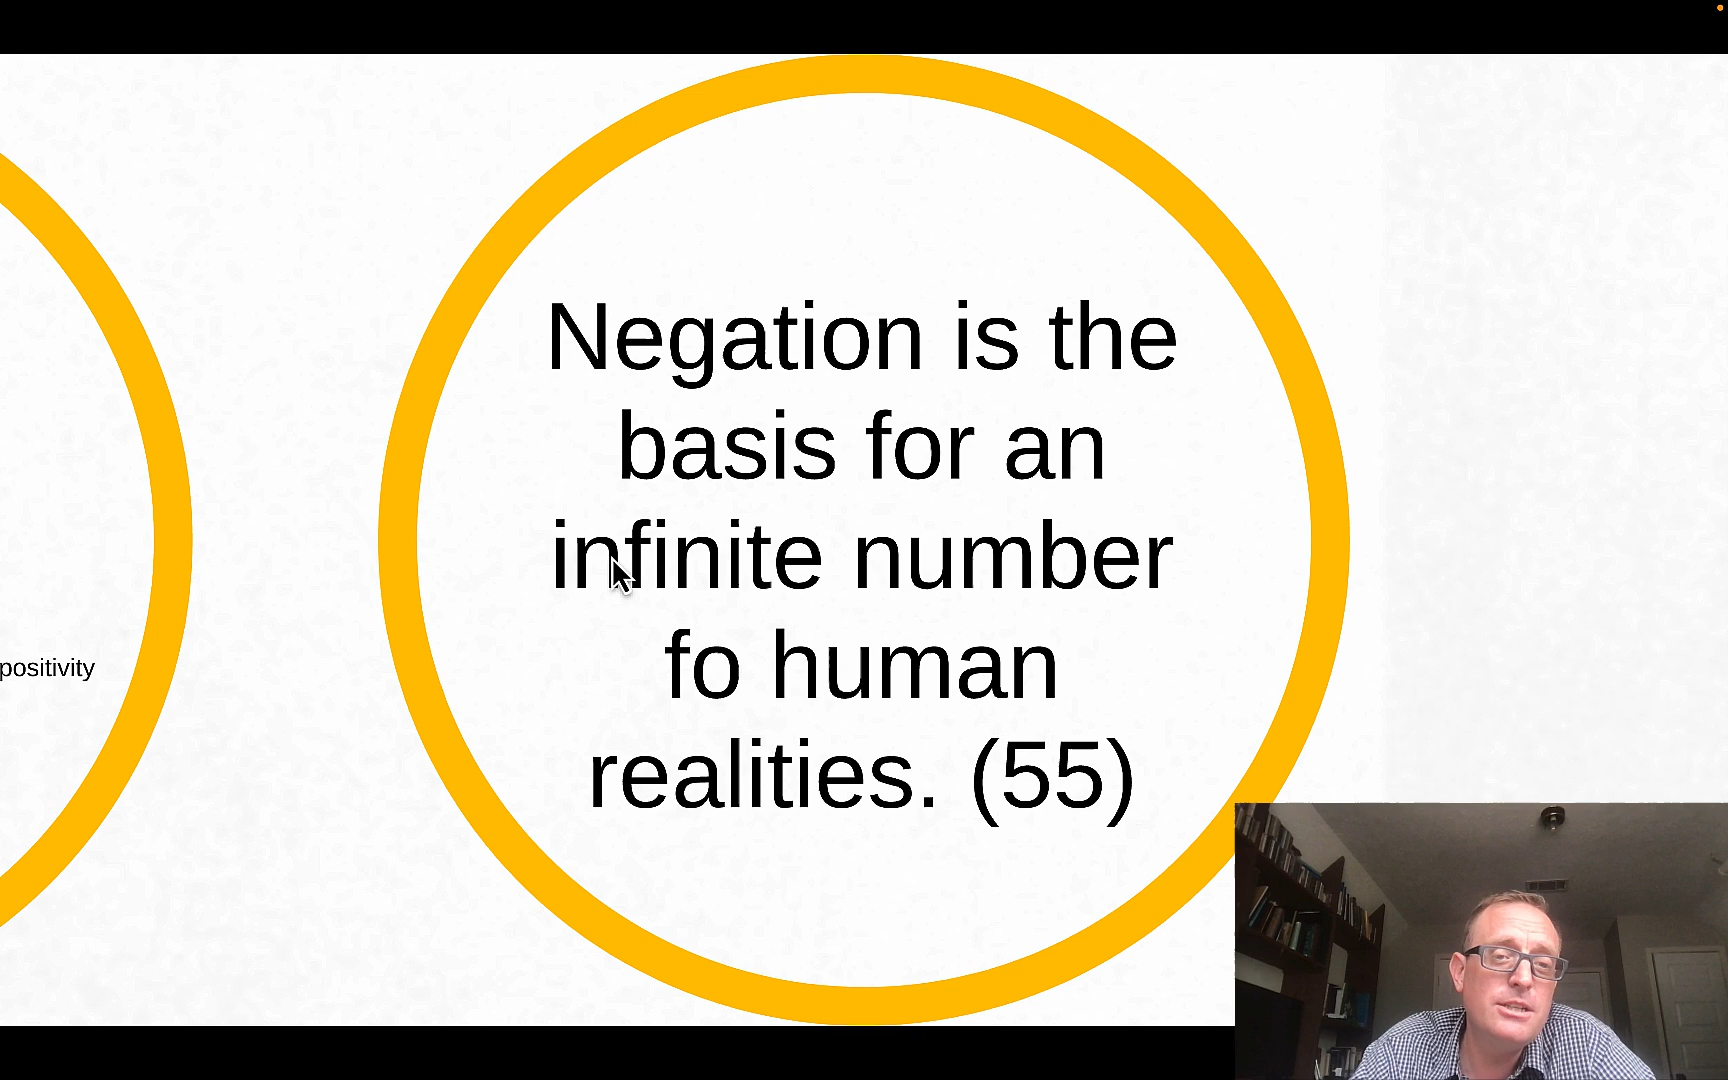 Negation is the
basis for an
infinite number
fo human
realities. (55)
positivity